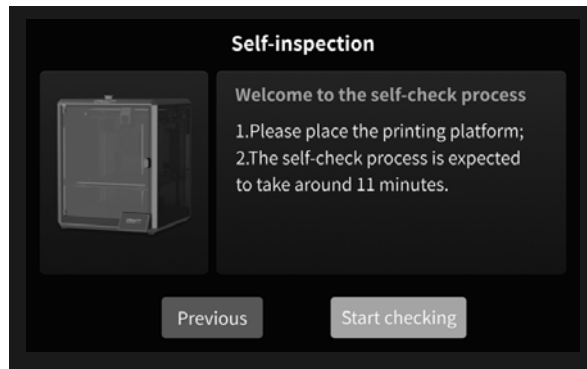 Self-inspection
Welcome to the self-check process
1.Please place the printing platform;
2.The self-check process is expected
to take around 11 minutes.
Previous
Start checking